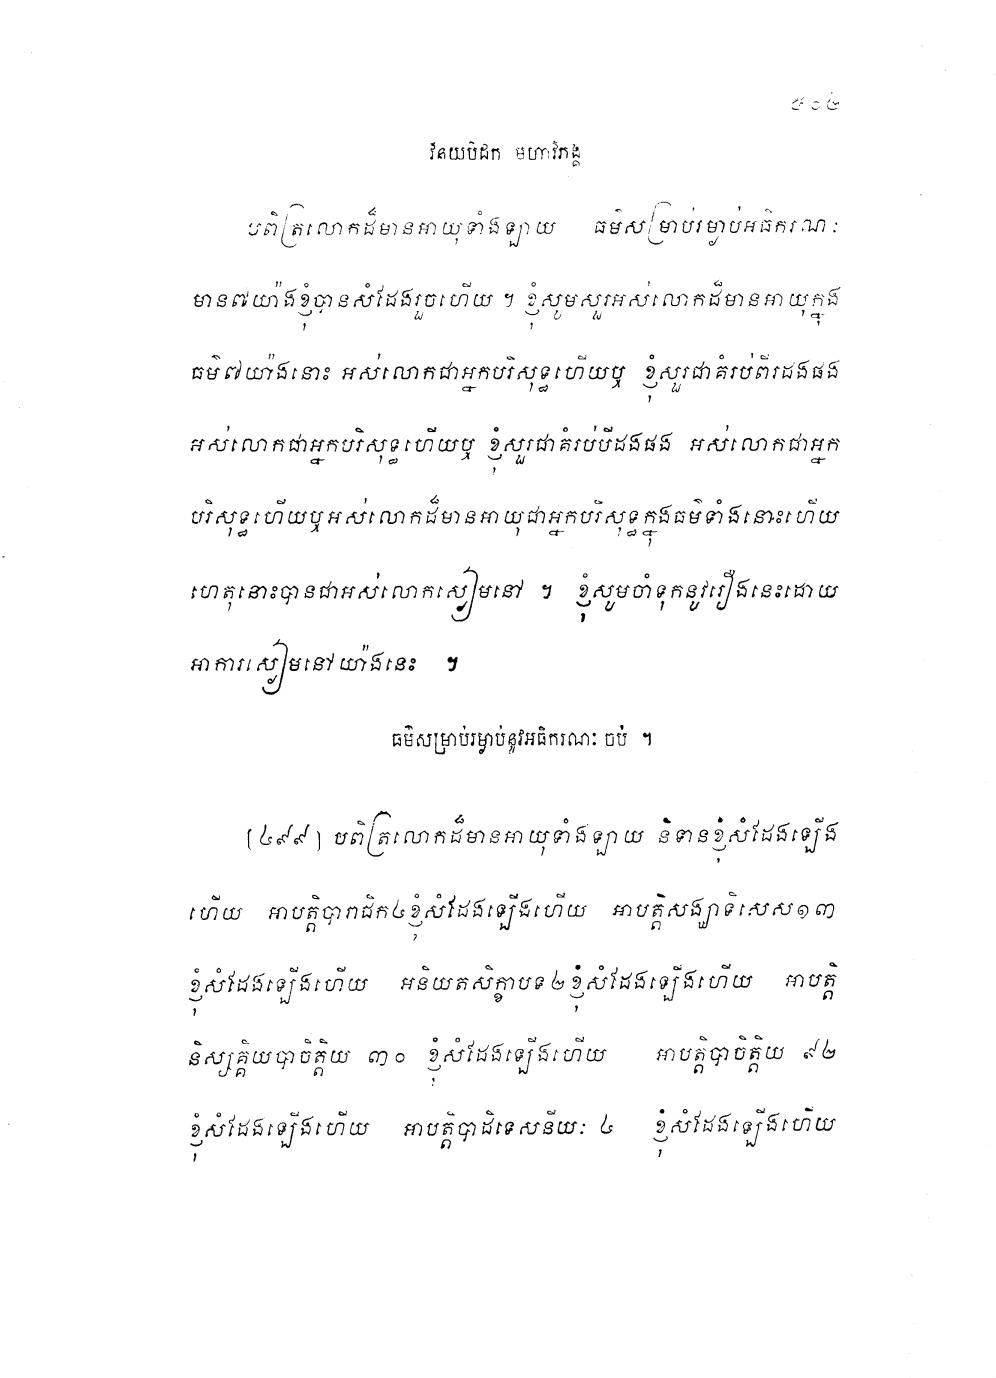 ៥០៤
វិនយបិដក មហាវិភង្គ
បពិត្រលោកដ៏មានអាយុទាំងឡាយ ធម៌សម្រាប់រម្ងាប់អធិករណៈ
មាន៧យ៉ាងខ្ញុំបានសំដែងរួចហើយ ។ ខ្ញុំសូមសួរអស់លោកដ៏មានអាយុក្នុង
ធម៌៧យ៉ាងនោះ អស់លោកជាអ្នកបរិសុទ្ធហើយឬ ខ្ញុំសួរជាគំរប់ពីរដងផង
អស់លោកជាអ្នកបរិសុទ្ធហើយឬ ខ្ញុំសួរជាគំរប់បីដងផង អស់លោកជាអ្នក
បរិសុទ្ធហើយឬអស់លោកដ៏មានអាយុជាអ្នកបរិសុទ្ធក្នុងធម៌ទាំងនោះហើយ
ហេតុនោះបានជាអស់លោកស្ងៀមនៅ ។ ខ្ញុំសូមចាំទុកនូវរឿងនេះដោយ
អាការស្ងៀមនៅយ៉ាងនេះ ។
ធម៌សម្រាប់រម្ងាប់នូវអធិករណៈ ចប់ ។
[៤៩៩] បពិត្រលោកដ៏មានអាយុទាំងឡាយ និទានខ្ញុំសំដែងឡើង
ហើយ អាបត្តិបារាជិក៤ខ្ញុំសំដែងឡើងហើយ អាបត្តិសង្ឃាទិសេស១៣
ខ្ញុំសំដែងឡើងហើយ អនិយតសិក្ខាបទ២ខ្ញុំសំដែងឡើងហើយ អាបត្តិ
និស្សគ្គិយបាចិត្តិយ ៣០ ខ្ញុំសំដែងឡើងហើយ អាបត្តិបាចិត្តិយ ៩២
ខ្ញុំសំដែងឡើងហើយ អាបត្តិបាដិទេសនីយៈ ៤ ខ្ញុំសំដែងឡើងហើយ